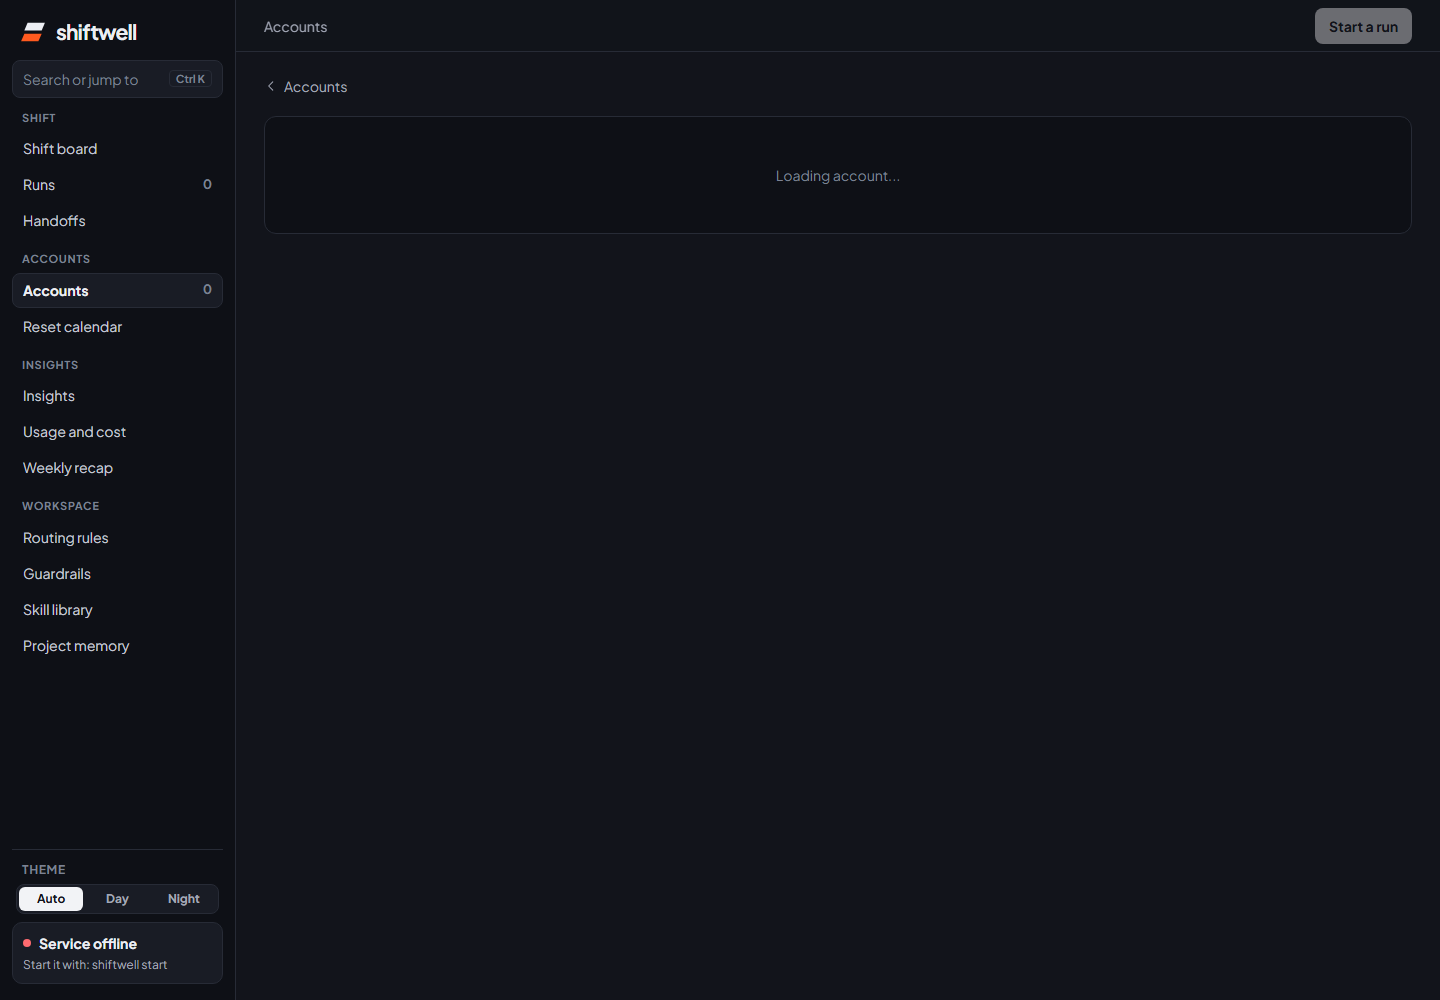 shiftwell
Search or jump to Ctrl K
SHIFT
Shift board
Runs 0
Handoffs
ACCOUNTS
Accounts 0
Reset calendar
INSIGHTS
Insights
Usage and cost
Weekly recap
WORKSPACE
Routing rules
Guardrails
Skill library
Project memory
THEME
Auto Day Night
Service offline
Start it with: shiftwell start
Accounts Start a run
Accounts
Loading account...